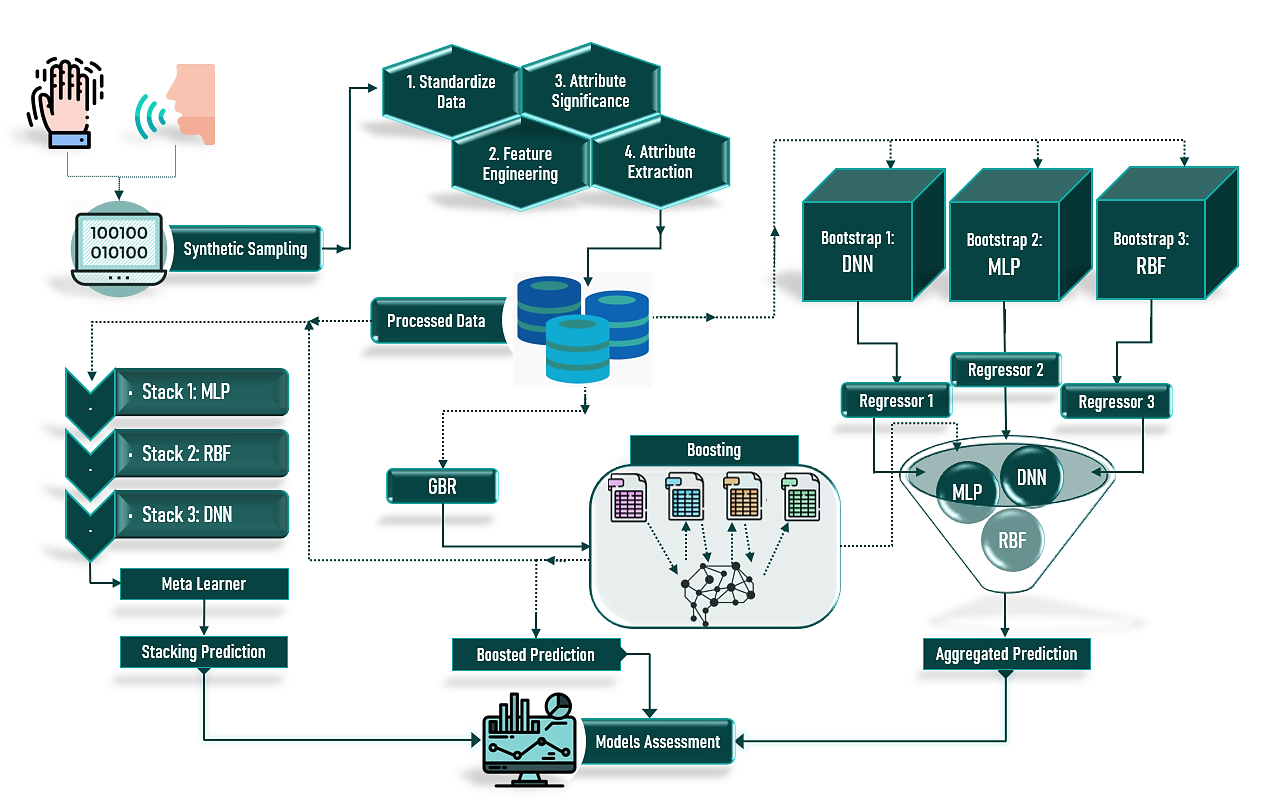 1. Standardize
Data
3. Attribute
Significance
2. Feature
Engineering
4. Attribute
Extraction
100100
010100
Synthetic Sampling
Bootstrap 1:
DNN
Bootstrap 2:
MLP
Bootstrap 3:
RBF
Processed Data
Regressor 1
Regressor 2
Regressor 3
Stack 1: MLP
Stack 2: RBF
Stack 3: DNN
GBR
Boosting
MLP
DNN
RBF
Meta Learner
Stacking Prediction
Boosted Prediction
Aggregated Prediction
Models Assessment